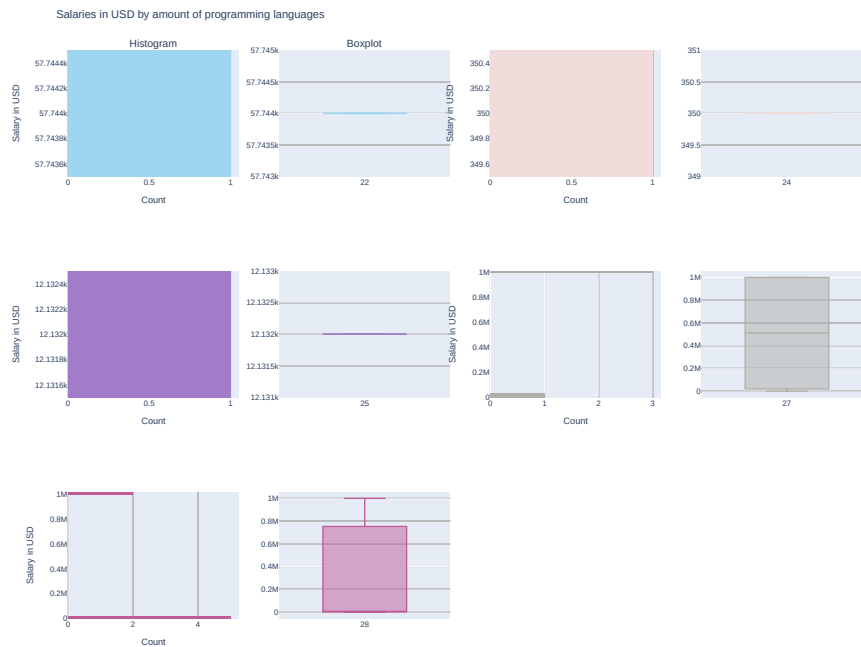 Salaries in USD by amount of programming languages
Histogram
Boxplot
Salary in USD
57.7444k
57.7442k
57.744k
57.7438k
57.7436k
0
0.5
1
Count
57.745k
57.7445k
57.744k
57.7435k
57.743k
22
Salary in USD
350.4
350.2
350
349.8
349.6
0
0.5
1
Count
351
350.5
350
349.5
349
24
Salary in USD
12.1324k
12.1322k
12.132k
12.1318k
12.1316k
0
0.5
1
Count
12.133k
12.1325k
12.132k
12.1315k
12.131k
25
Salary in USD
1M
0.8M
0.6M
0.4M
0.2M
0
0
1
2
3
Count
1M
0.8M
0.6M
0.4M
0.2M
0
27
Salary in USD
1M
0.8M
0.6M
0.4M
0.2M
0
0
2
4
Count
1M
0.8M
0.6M
0.4M
0.2M
0
28